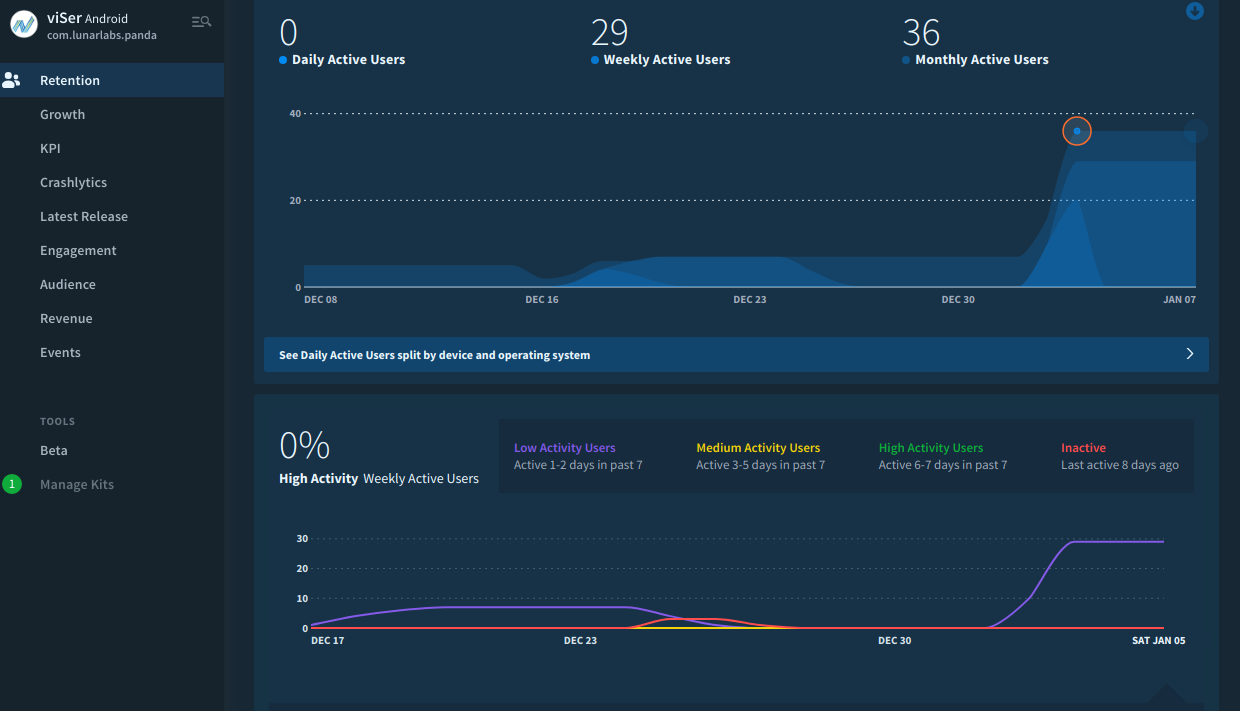 viSer Android
com.lunarlabs.panda
Retention
Growth
KPI
Crashlytics
Latest Release
Engagement
Audience
Revenue
Events
TOOLS
Beta
1 Manage Kits
0 29 36
Daily Active Users Weekly Active Users Monthly Active Users
40
20
0
DEC 08 DEC 16 DEC 23 DEC 30 JAN 07
See Daily Active Users split by device and operating system
0%
High Activity Weekly Active Users
Low Activity Users Medium Activity Users High Activity Users Inactive
Active 1-2 days in past 7 Active 3-5 days in past 7 Active 6-7 days in past 7 Last active 8 days ago
30
20
10
0
DEC 17 DEC 23 DEC 30 SAT JAN 05